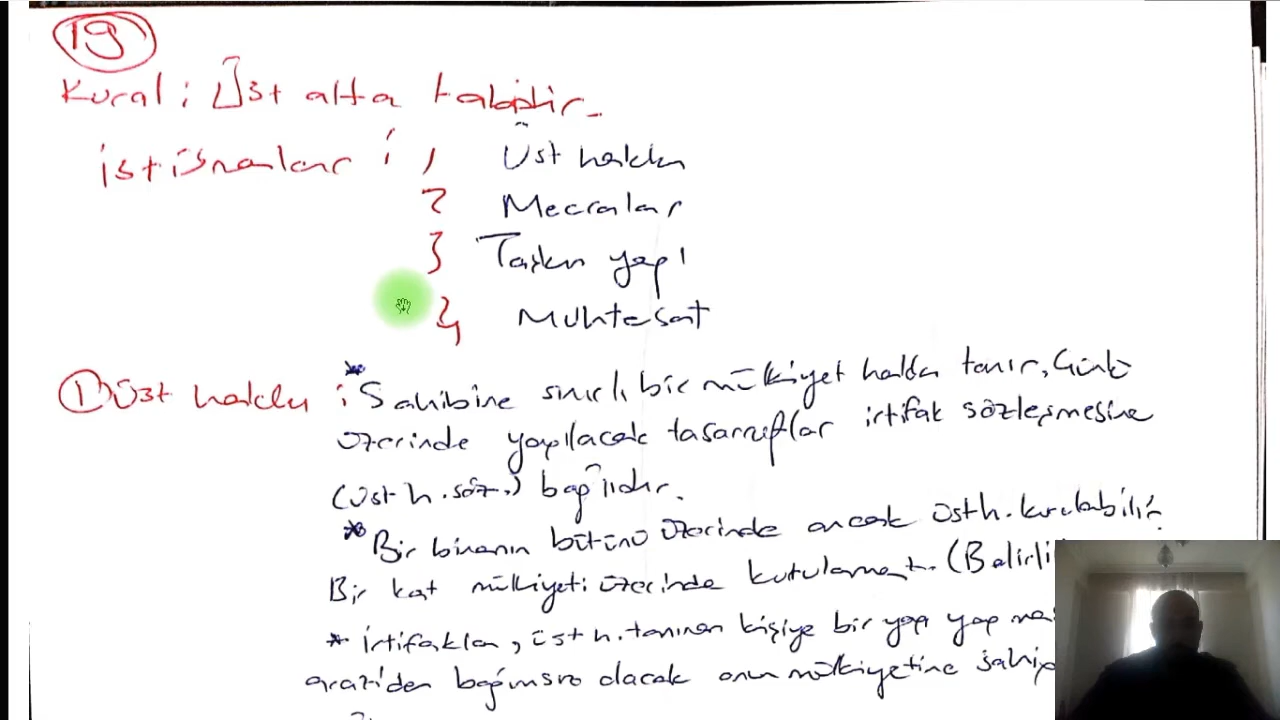 19
Kural : Üst alta tabidir.
istisnalar : 1 Üst hakkı
2 Mecralar
3 Taşkın yapı
4 Muhtesat
1 Üst hakkı : * Sahibine sınırlı bir mülkiyet hakkı tanır. Çünkü
üzerinde yapılacak tasarruflar irtifak sözleşmesine
(üst h. söz.) bağlıdır.
* Bir binanın bütünü üzerinde ancak üst h. kurulabilir.
Bir kat mülkiyeti üzerinde kurulamaz. (Belirli
* irtifakla, üst h. tanınan kişiye bir yapı yapma
araziden bağımsız olacak onun mülkiyetine sahip